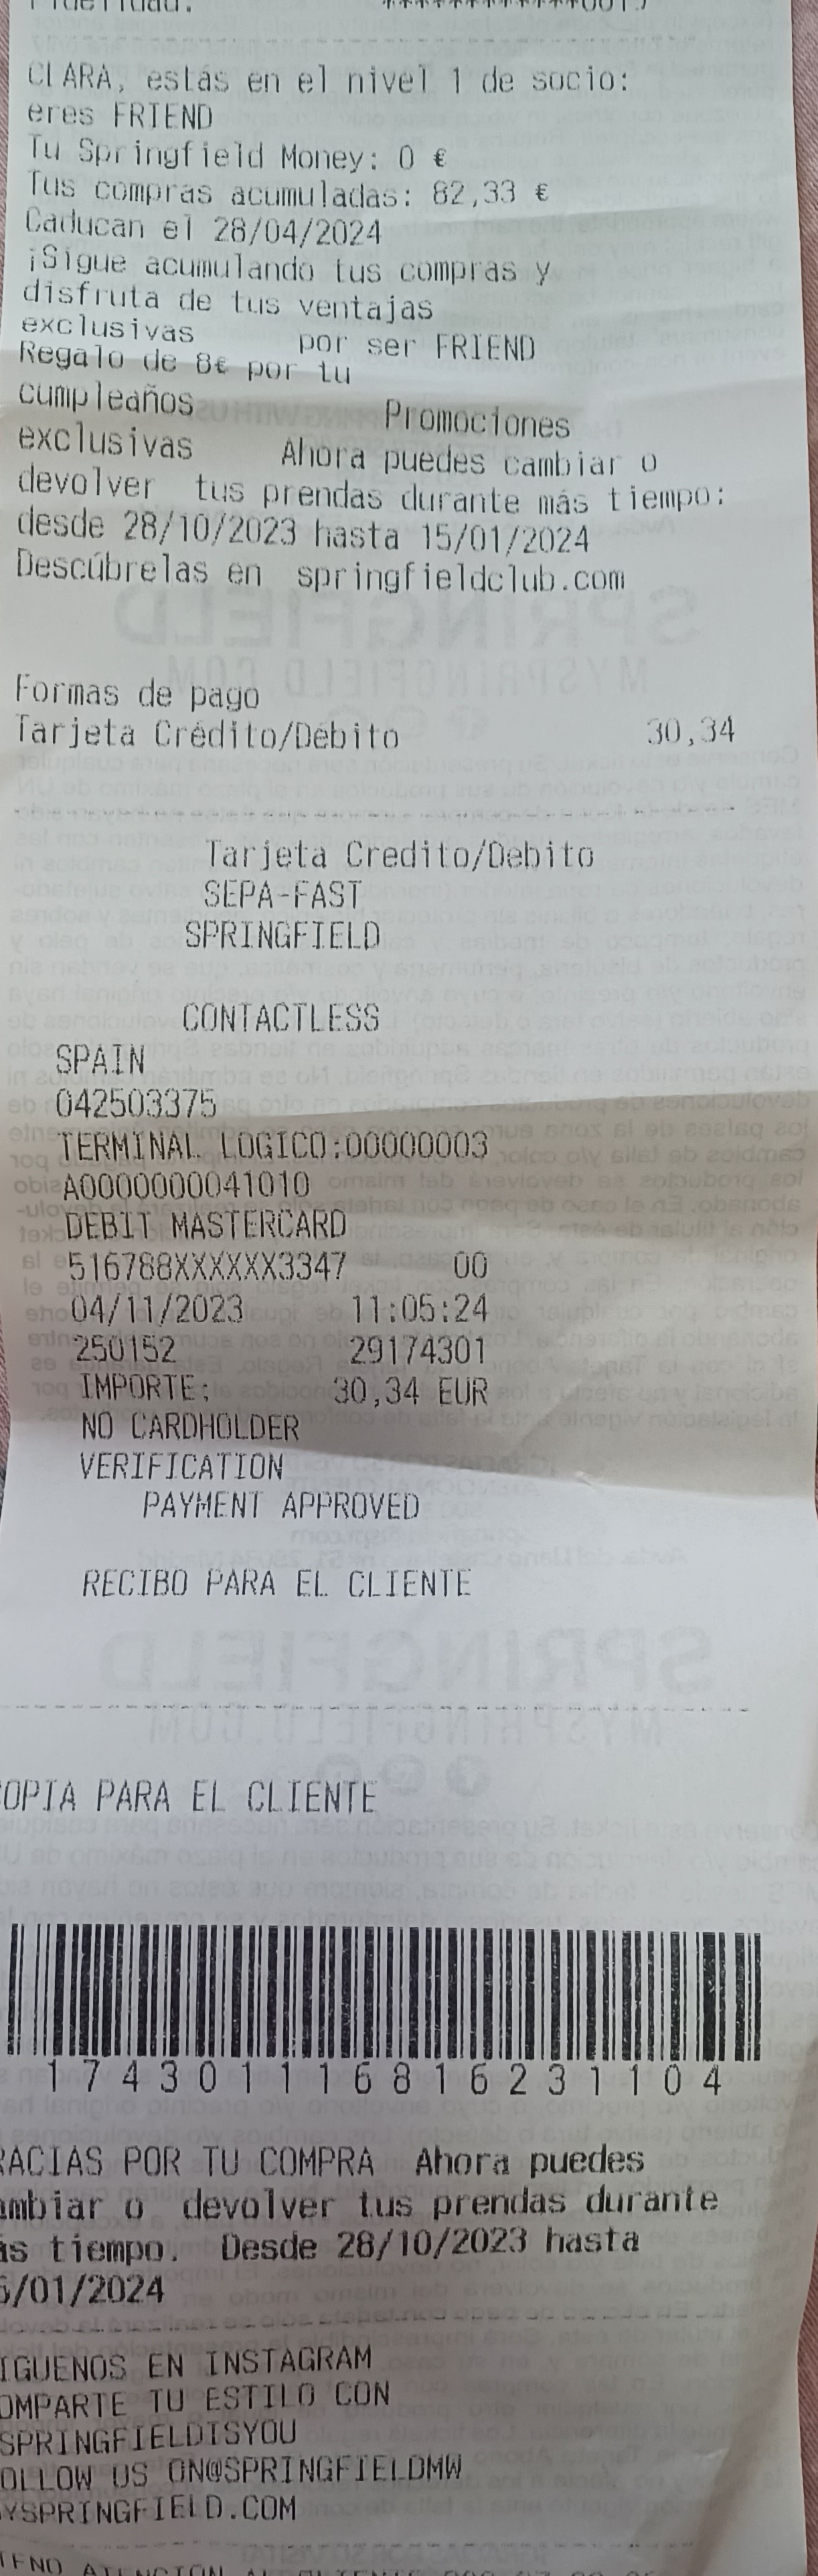 CLARA, estás en el nivel 1 de socio:
eres FRIEND
Tu Springfield Money: 0 €
Tus compras acumuladas: 82,33 €
Caducan el 28/04/2024
¡Sigue acumulando tus compras y
disfruta de tus ventajas
exclusivas por ser FRIEND
Regalo de 8€ por tu
cumpleaños Promociones
exclusivas Ahora puedes cambiar o
devolver tus prendas durante más tiempo:
desde 28/10/2023 hasta 15/01/2024
Descúbrelas en springfieldclub.com
Formas de pago
Tarjeta Crédito/Débito 30,34
Tarjeta Credito/Debito
SEPA-FAST
SPRINGFIELD
CONTACTLESS
SPAIN
042503375
TERMINAL LOGICO:00000003
A0000000041010
DEBIT MASTERCARD
516788XXXXXX3347 00
04/11/2023 11:05:24
250152 29174301
IMPORTE: 30,34 EUR
NO CARDHOLDER
VERIFICATION
PAYMENT APPROVED
RECIBO PARA EL CLIENTE
OPIA PARA EL CLIENTE
174301116816231104
RACIAS POR TU COMPRA Ahora puedes
ambiar o devolver tus prendas durante
ás tiempo. Desde 28/10/2023 hasta
5/01/2024
IGUENOS EN INSTAGRAM
OMPARTE TU ESTILO CON
SPRINGFIELDISYOU
OLLOW US ON@SPRINGFIELDMW
YSPRINGFIELD.COM